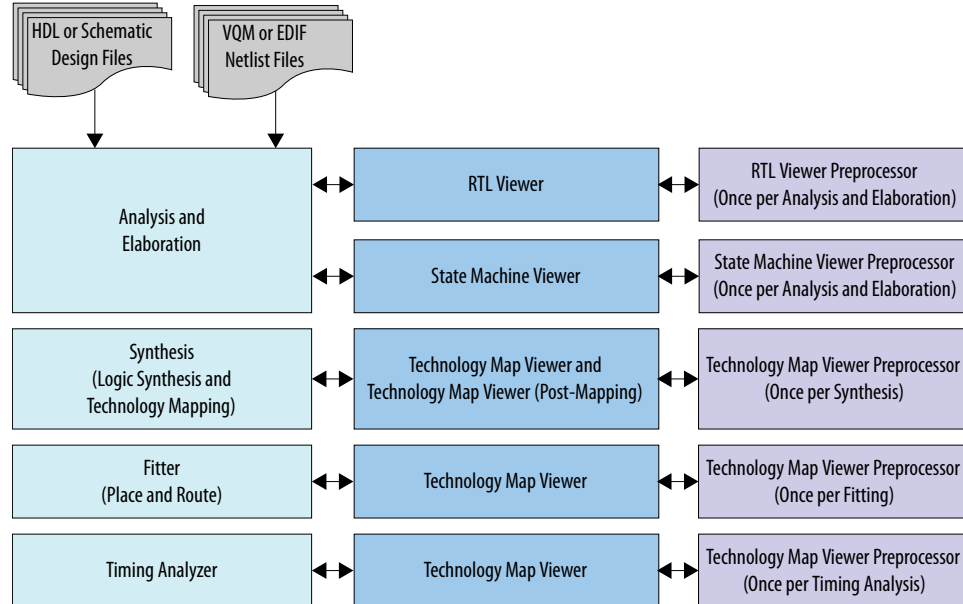 HDL or Schematic
Design Files
VQM or EDIF
Netlist Files
Analysis and
Elaboration
RTL Viewer
RTL Viewer Preprocessor
(Once per Analysis and Elaboration)
State Machine Viewer
State Machine Viewer Preprocessor
(Once per Analysis and Elaboration)
Synthesis
(Logic Synthesis and
Technology Mapping)
Technology Map Viewer and
Technology Map Viewer (Post-Mapping)
Technology Map Viewer Preprocessor
(Once per Synthesis)
Fitter
(Place and Route)
Technology Map Viewer
Technology Map Viewer Preprocessor
(Once per Fitting)
Timing Analyzer
Technology Map Viewer
Technology Map Viewer Preprocessor
(Once per Timing Analysis)